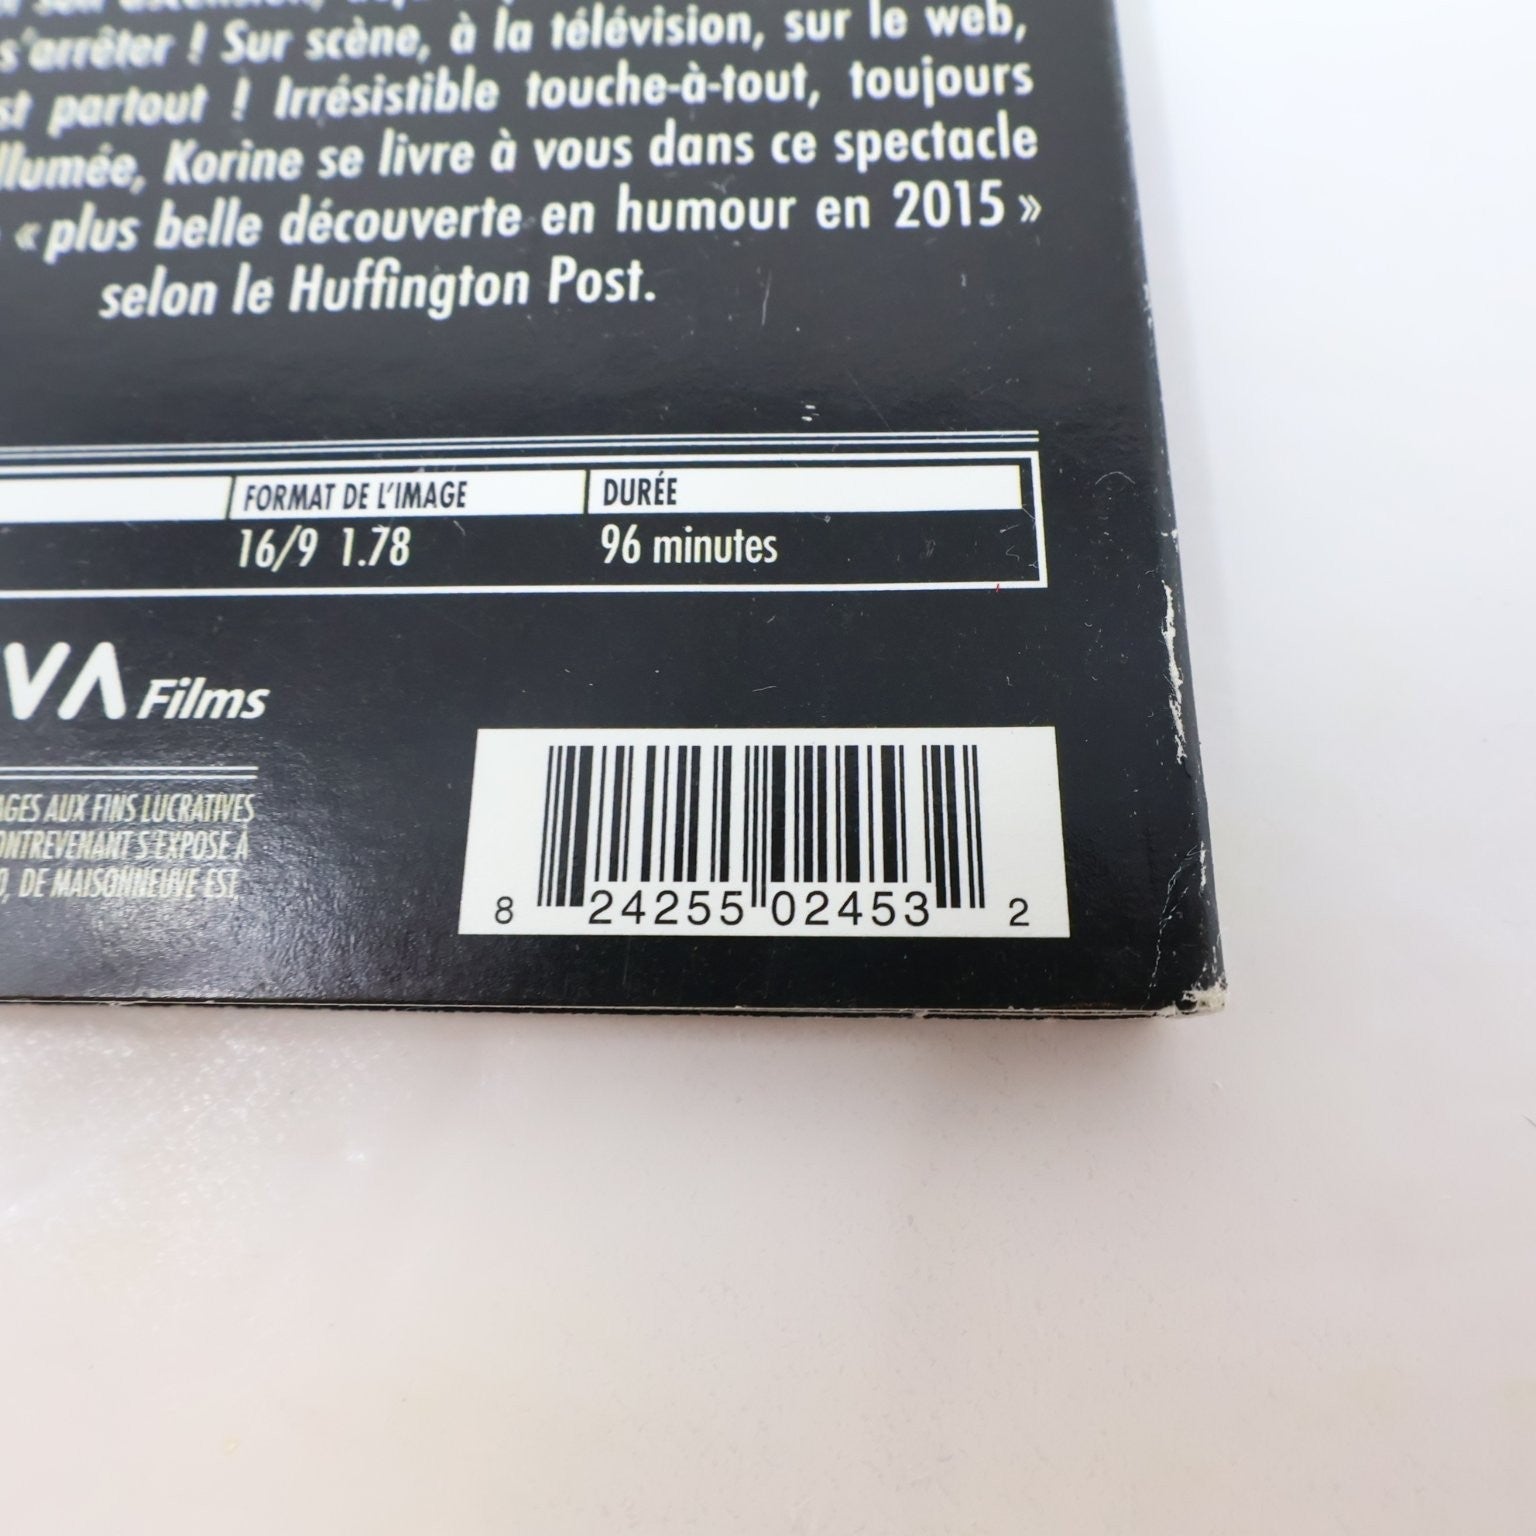 s'arrêter ! Sur scène, à la télévision, sur le web,
st partout ! Irrésistible touche-à-tout, toujours
llumée, Korine se livre à vous dans ce spectacle
« plus belle découverte en humour en 2015 »
selon le Huffington Post.
FORMAT DE L'IMAGE DURÉE
16/9 1.78 96 minutes
VA Films
AGES AUX FINS LUCRATIVES
ONTREVENANT S'EXPOSE À
O, DE MAISONNEUVE EST
8 24255 02453 2